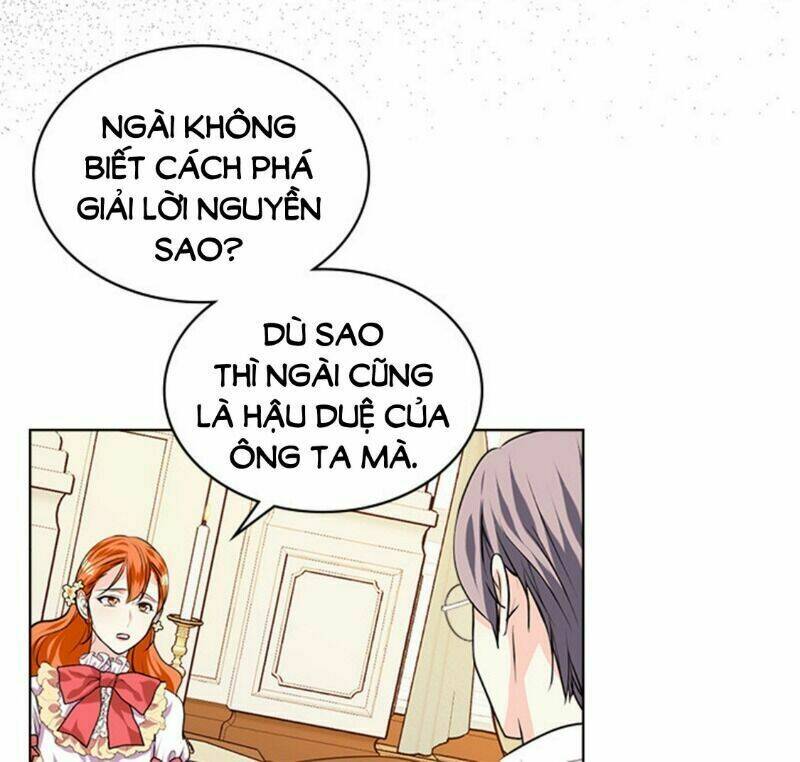 NGÀI KHÔNG
BIẾT CÁCH PHÁ
GIẢI LỜI NGUYỀN
SAO?
DÙ SAO
THÌ NGÀI CŨNG
LÀ HẬU DUỆ CỦA
ÔNG TA MÀ.